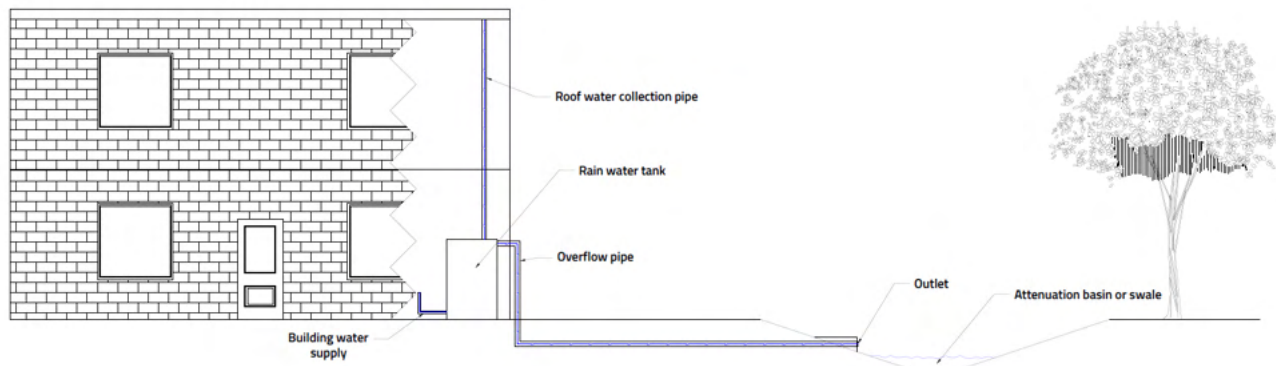 Roof water collection pipe
Rain water tank
Overflow pipe
Outlet
Attenuation basin or swale
Building water
supply